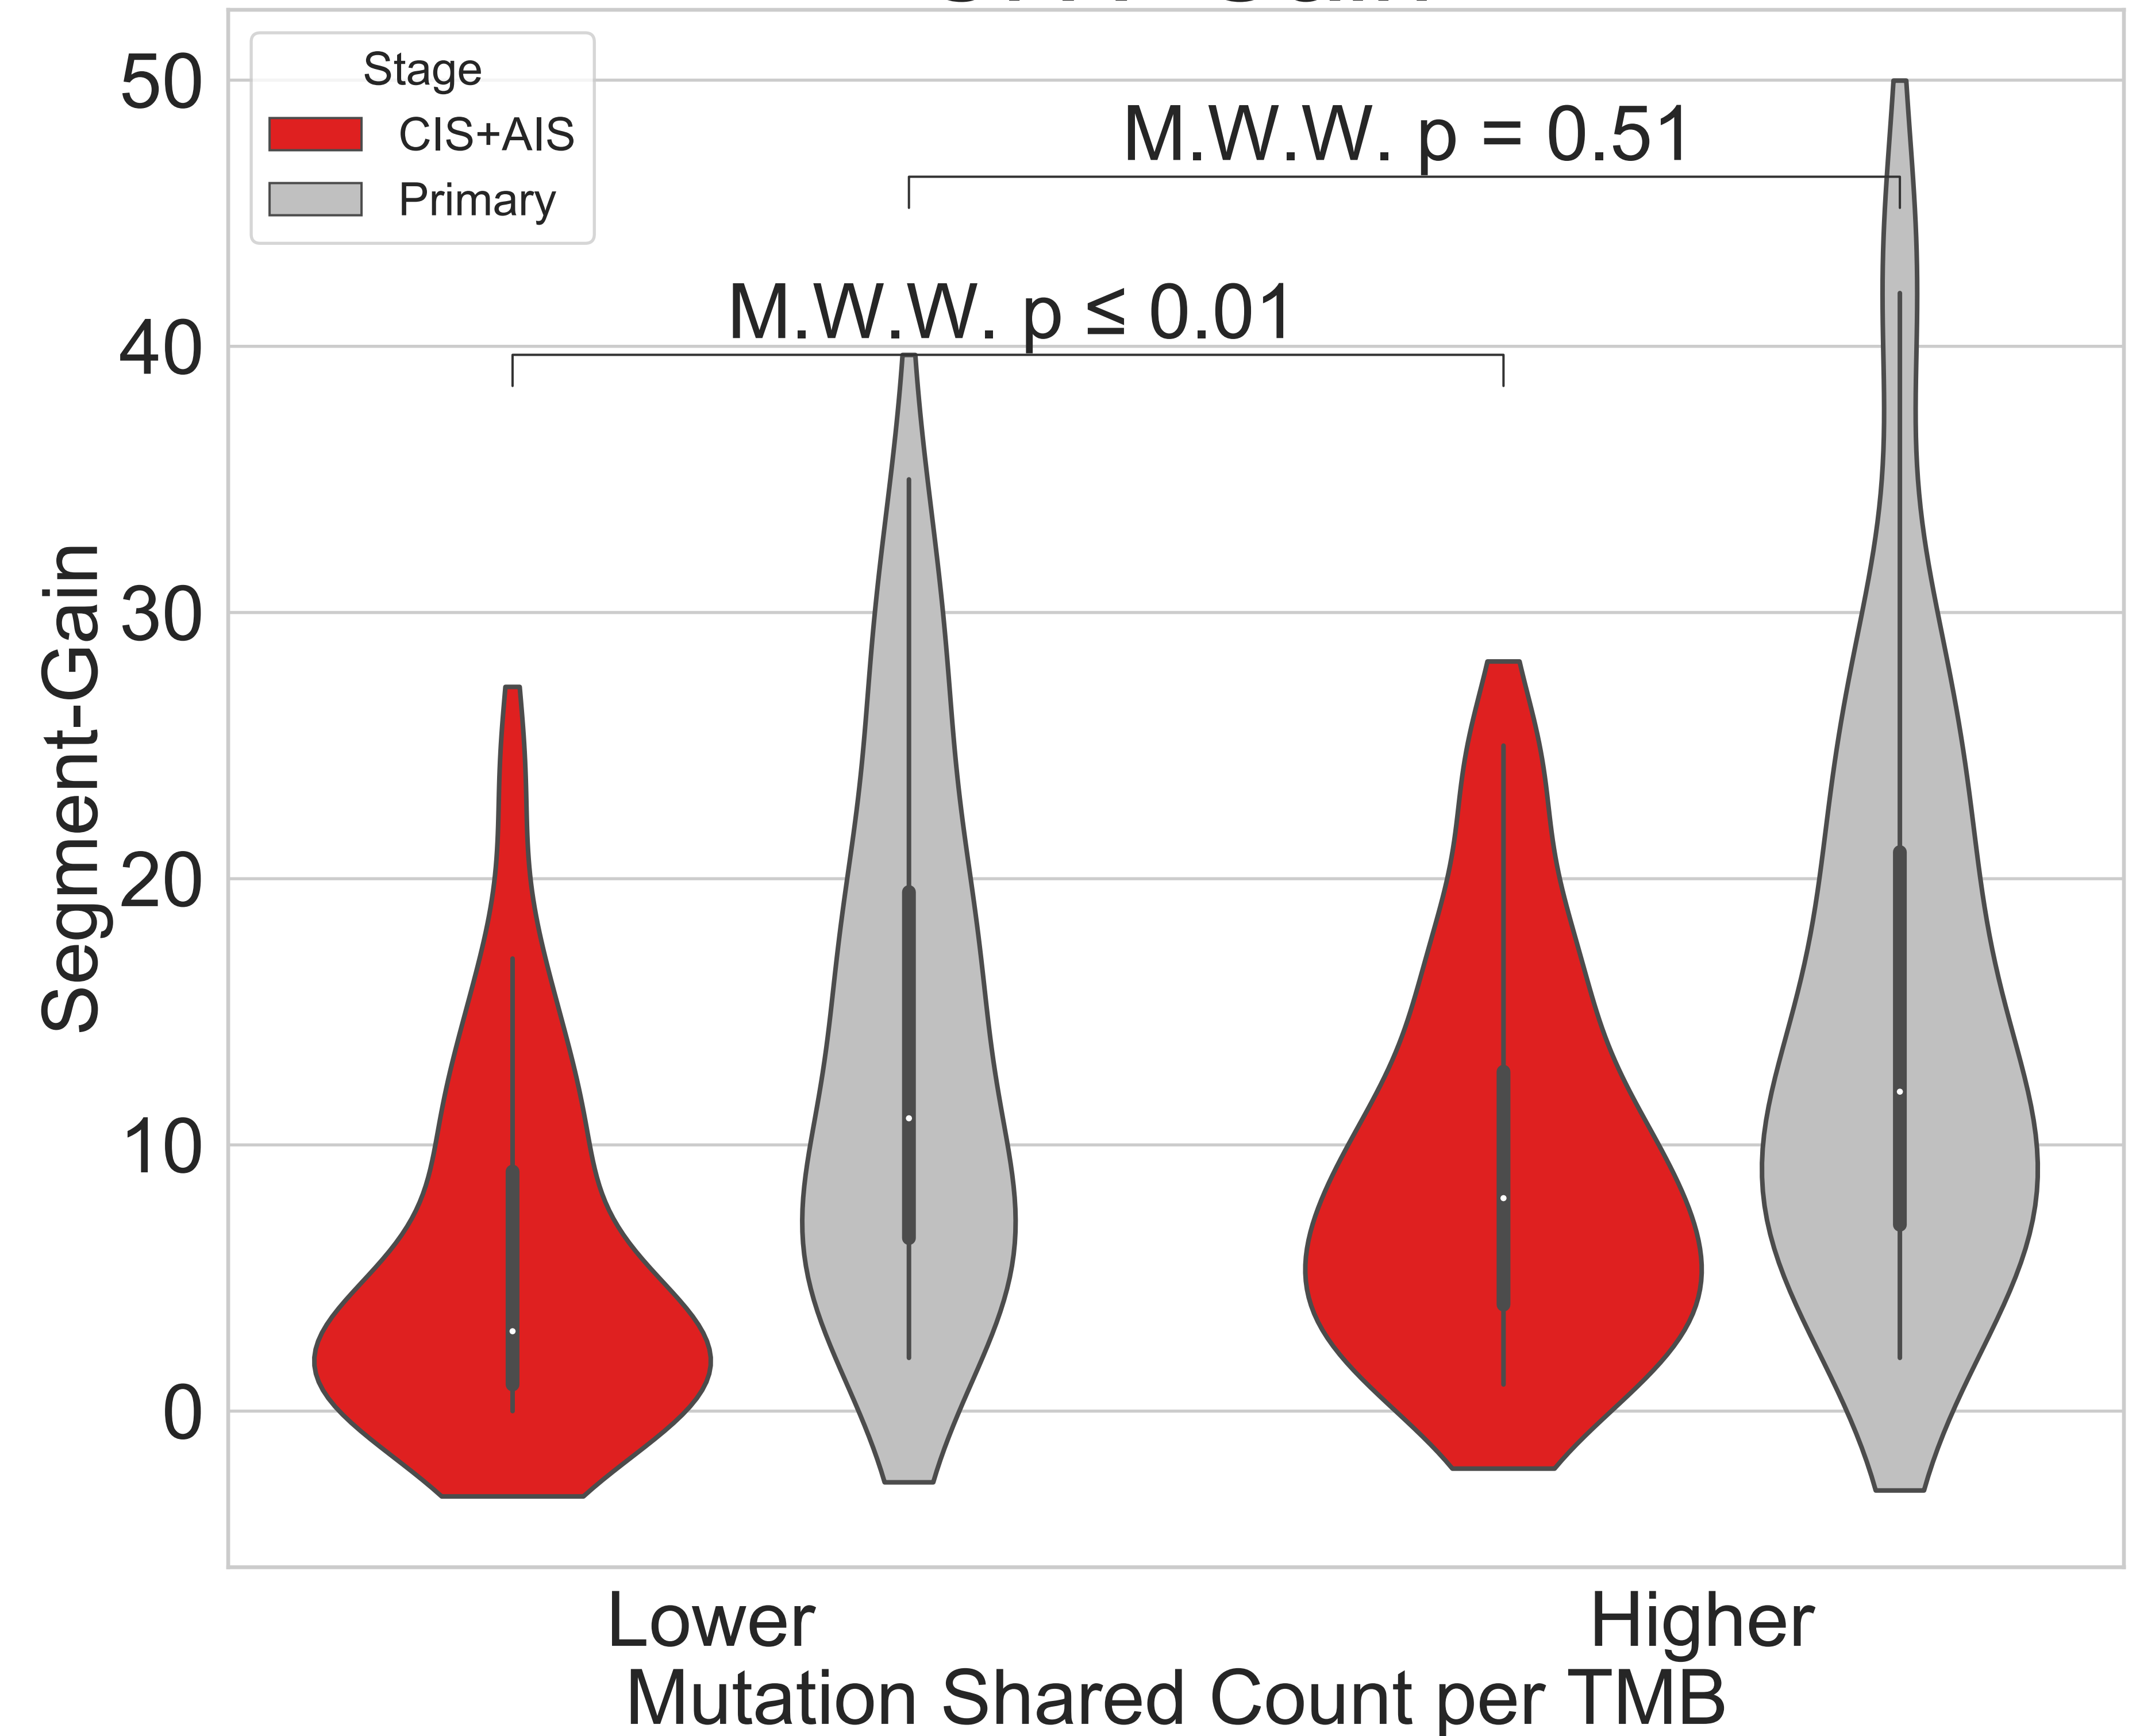 Stage
CIS+AIS
Primary
M.W.W. p = 0.51
M.W.W. p ≤ 0.01
50
40
30
20
10
0
Segment-Gain
Lower
Higher
Mutation Shared Count per TMB